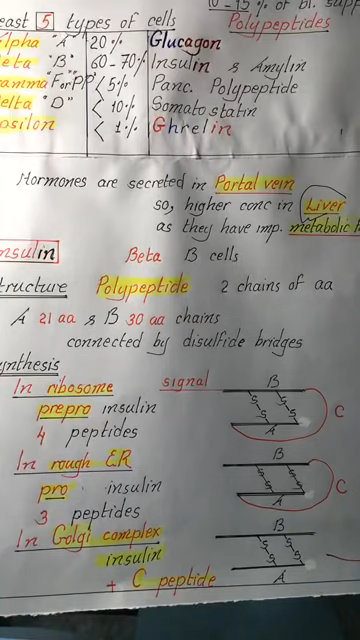 10-15 % of bl. supp
east 5 types of cells Polypeptides
Alpha "A" 20% Glucagon
Beta "B" 60-70% Insulin & Amylin
amma "F or PP" < 5% Panc. Polypeptide
elta "D" < 10% Somatostatin
psilon < 1% Ghrelin
Hormones are secreted in Portal vein
so, higher conc in Liver
as they have imp. metabolic
nsulin Beta B cells
tructure Polypeptide 2 chains of aa
A 21 aa & B 30 aa chains
connected by disulfide bridges
ynthesis
In ribosome signal B
prepro insulin S S S S C
4 peptides A
In rough ER B
pro insulin S S S S C
3 peptides A
In Golgi complex B
insulin S S S S
+ C peptide A